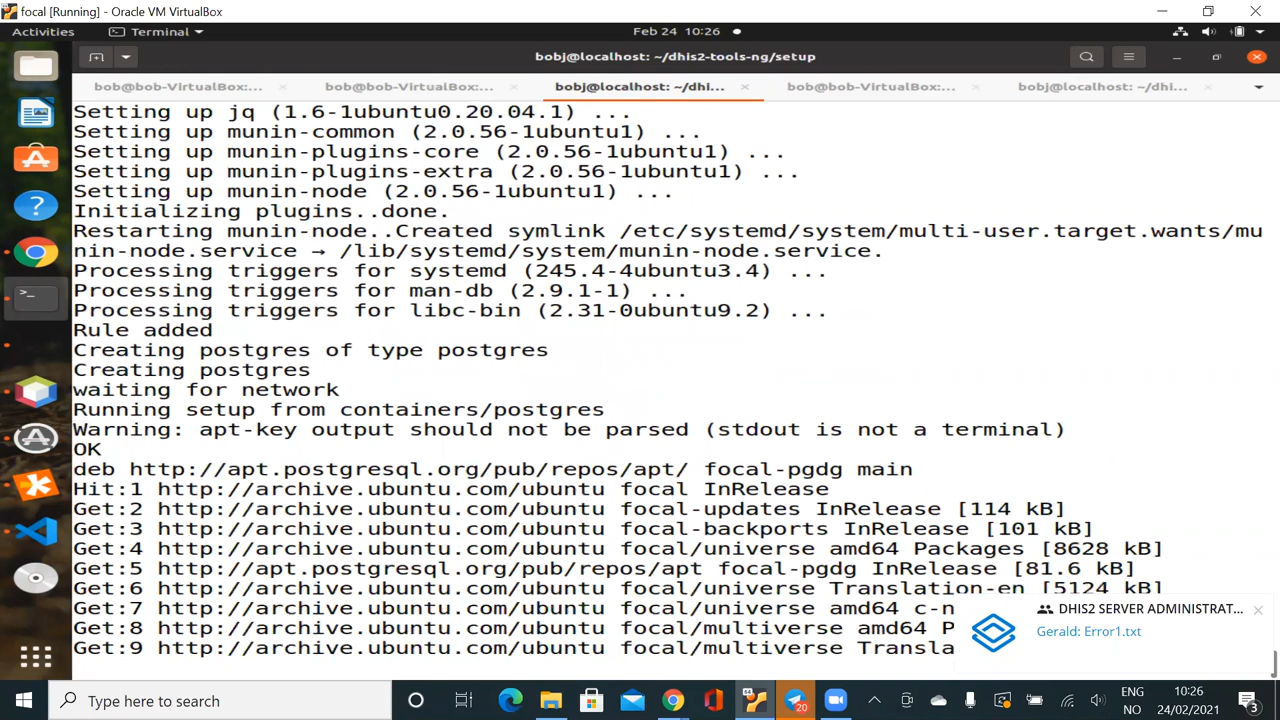 focal [Running] - Oracle VM VirtualBox
Activities
Terminal
Feb 24 10:26
bobj@localhost: ~/dhis2-tools-ng/setup
bob@bob-VirtualBox:...
bob@bob-VirtualBox:...
bobj@localhost: ~/dhi...
bob@bob-VirtualBox:...
bobj@localhost: ~/dhi...
Setting up jq (1.6-1ubuntu0.20.04.1) ...
Setting up munin-common (2.0.56-1ubuntu1) ...
Setting up munin-plugins-core (2.0.56-1ubuntu1) ...
Setting up munin-plugins-extra (2.0.56-1ubuntu1) ...
Setting up munin-node (2.0.56-1ubuntu1) ...
Initializing plugins..done.
Restarting munin-node..Created symlink /etc/systemd/system/multi-user.target.wants/mu
nin-node.service → /lib/systemd/system/munin-node.service.
Processing triggers for systemd (245.4-4ubuntu3.4) ...
Processing triggers for man-db (2.9.1-1) ...
Processing triggers for libc-bin (2.31-0ubuntu9.2) ...
Rule added
Creating postgres of type postgres
Creating postgres
waiting for network
Running setup from containers/postgres
Warning: apt-key output should not be parsed (stdout is not a terminal)
OK
deb http://apt.postgresql.org/pub/repos/apt/ focal-pgdg main
Hit:1 http://archive.ubuntu.com/ubuntu focal InRelease
Get:2 http://archive.ubuntu.com/ubuntu focal-updates InRelease [114 kB]
Get:3 http://archive.ubuntu.com/ubuntu focal-backports InRelease [101 kB]
Get:4 http://archive.ubuntu.com/ubuntu focal/universe amd64 Packages [8628 kB]
Get:5 http://apt.postgresql.org/pub/repos/apt focal-pgdg InRelease [81.6 kB]
Get:6 http://archive.ubuntu.com/ubuntu focal/universe Translation-en [5124 kB]
Get:7 http://archive.ubuntu.com/ubuntu focal/universe amd64 c-n
Get:8 http://archive.ubuntu.com/ubuntu focal/multiverse amd64 P
Get:9 http://archive.ubuntu.com/ubuntu focal/multiverse Transla
DHIS2 SERVER ADMINISTRAT...
Gerald: Error1.txt
Type here to search
20
ENG
NO
10:26
24/02/2021
3